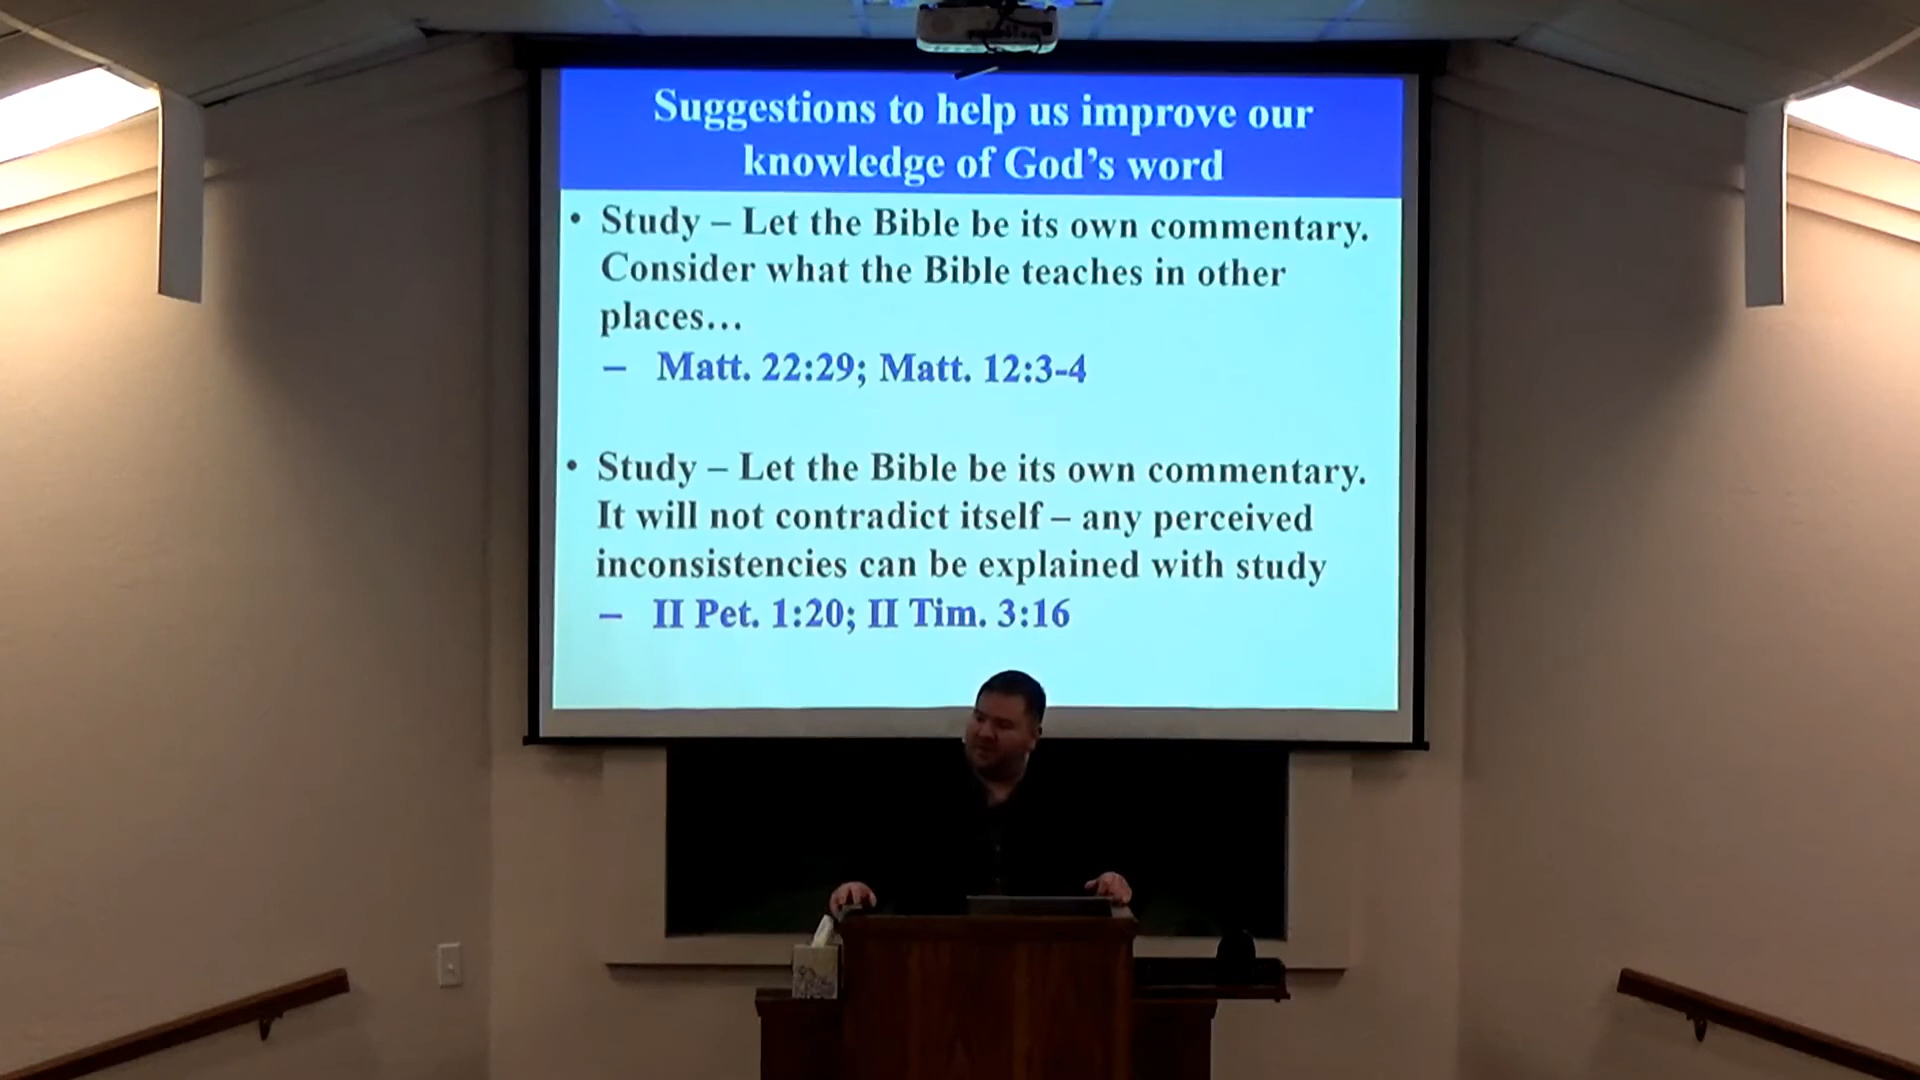 Suggestions to help us improve our
knowledge of God's word
• Study – Let the Bible be its own commentary.
Consider what the Bible teaches in other
places...
– Matt. 22:29; Matt. 12:3-4
• Study – Let the Bible be its own commentary.
It will not contradict itself – any perceived
inconsistencies can be explained with study
– II Pet. 1:20; II Tim. 3:16